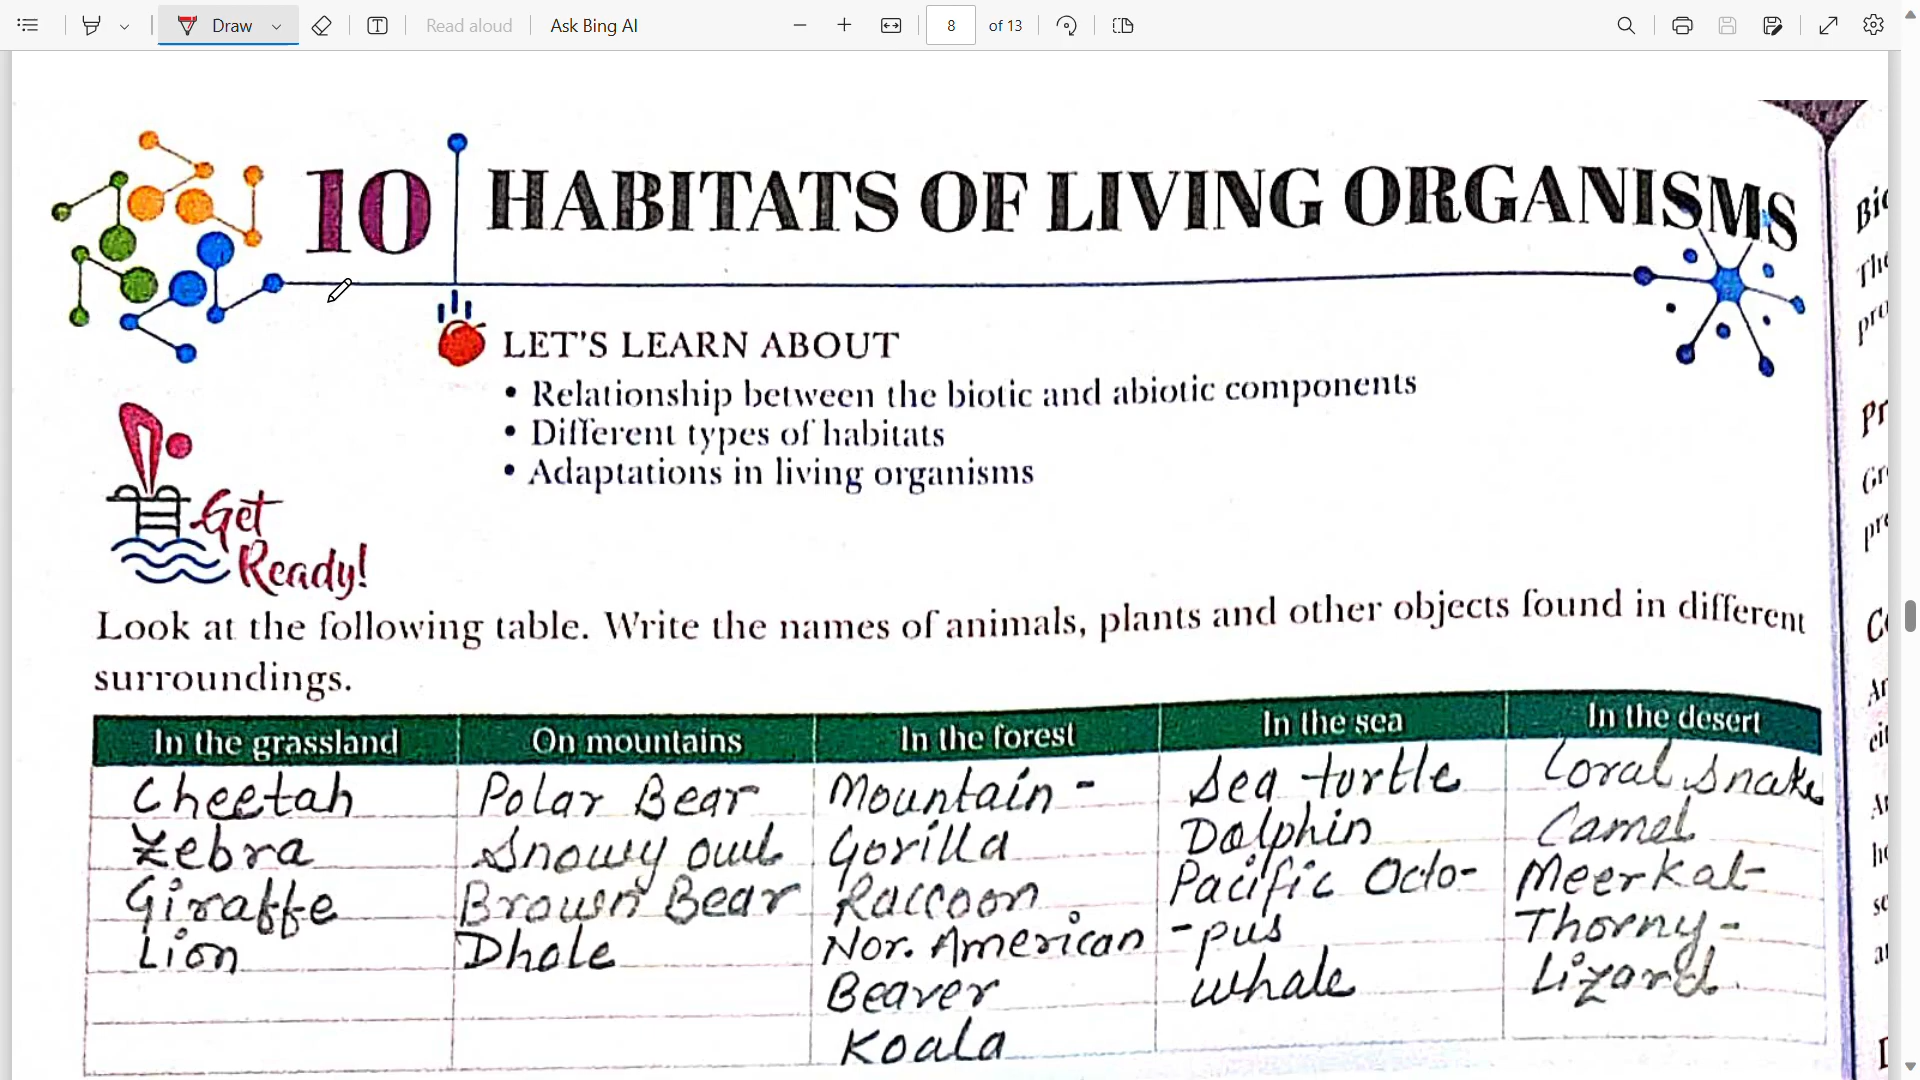 Draw
Read aloud
Ask Bing AI
8
of 13
10
HABITATS OF LIVING ORGANISMS
LET'S LEARN ABOUT
• Relationship between the biotic and abiotic components
• Different types of habitats
• Adaptations in living organisms
Get
Ready!
Look at the following table. Write the names of animals, plants and other objects found in different
surroundings.
In the grassland On mountains In the forest In the sea In the desert
Cheetah Polar Bear Mountain - Sea turtle Coral Snake
Zebra Snowy owl Gorilla Dolphin Camel
Giraffe Brown Bear Raccoon Pacific Octo- Meerkat
Lion Dhole Nor. American -pus Thorny -
Beaver whale Lizard
Koala